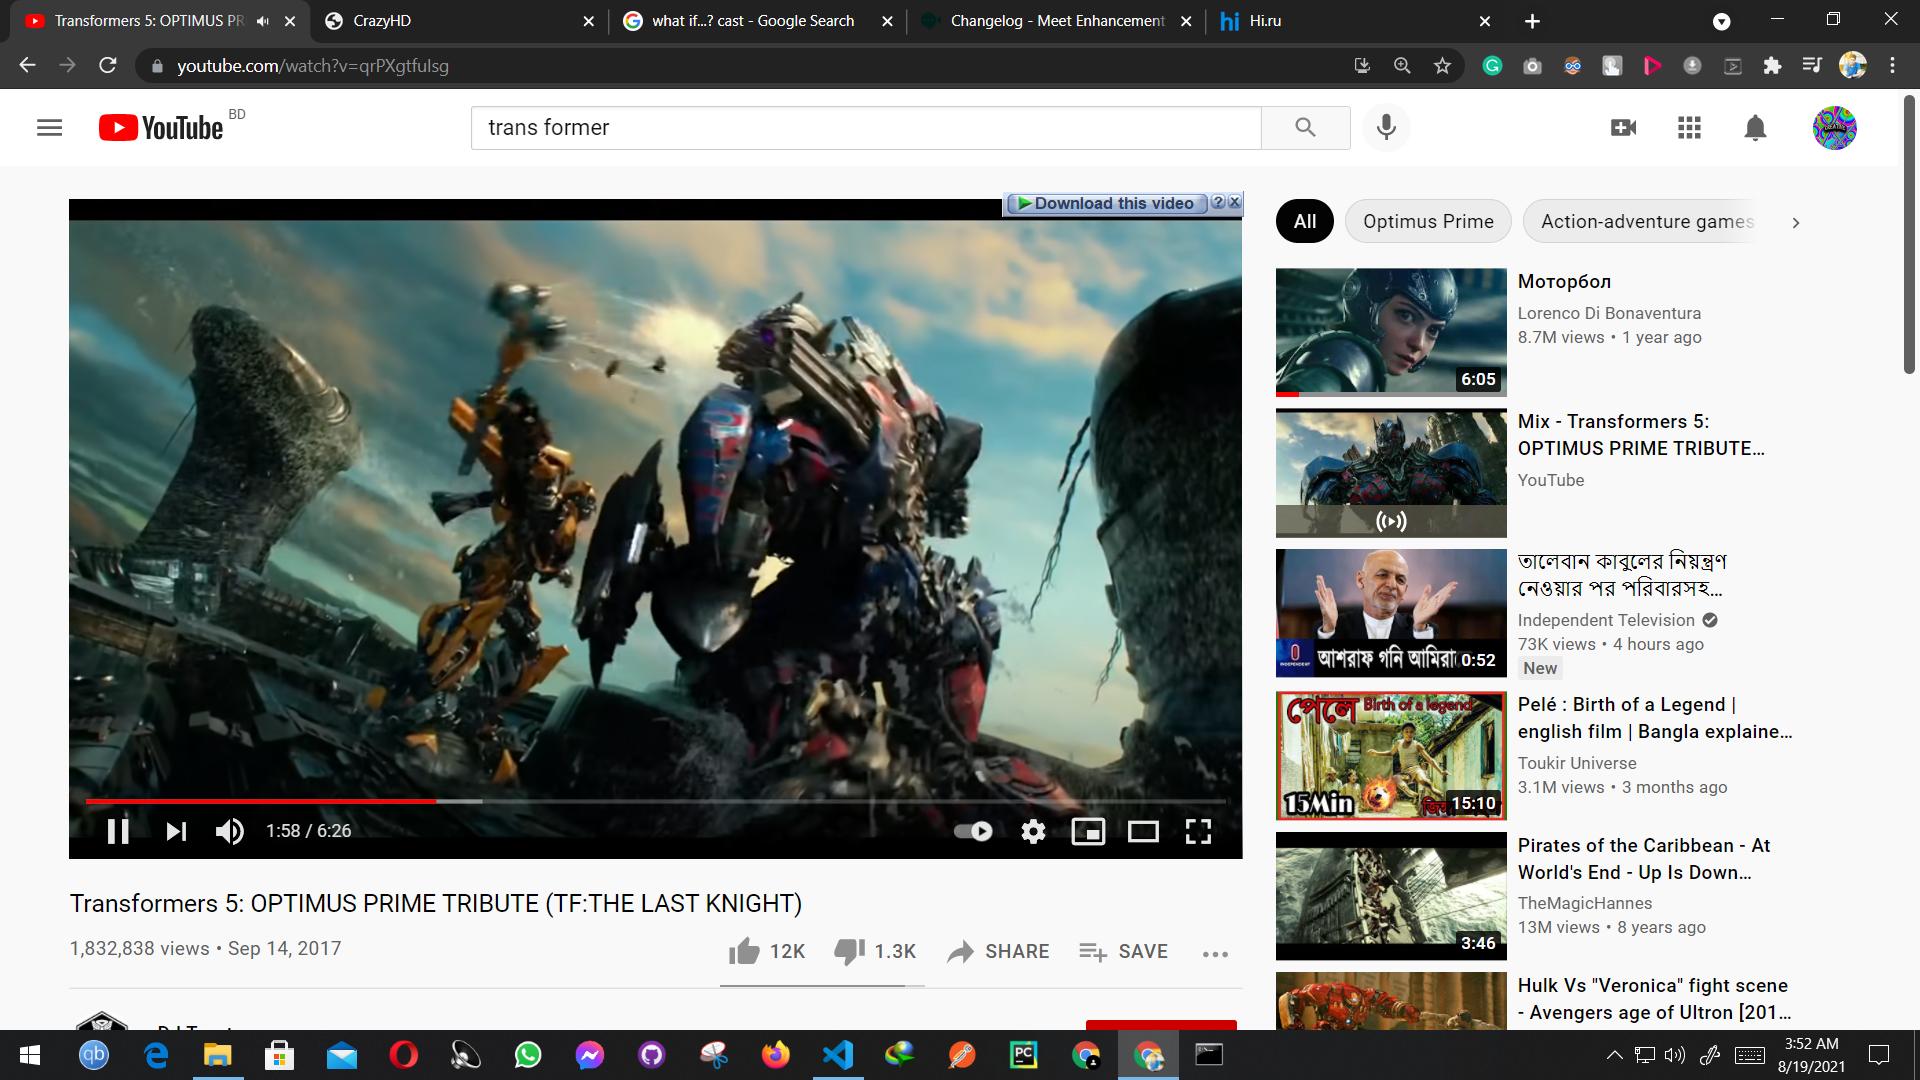 Transformers 5: OPTIMUS PR
CrazyHD
what if...? cast - Google Search
Changelog - Meet Enhancement
Hi.ru
youtube.com/watch?v=qrPXgtfuIsg
YouTube BD
trans former
Download this video
All
Optimus Prime
Action-adventure games
Моторбол
Lorenco Di Bonaventura
8.7M views • 1 year ago
6:05
Mix - Transformers 5:
OPTIMUS PRIME TRIBUTE...
YouTube
তালেবান কাবুলের নিয়ন্ত্রণ
নেওয়ার পর পরিবারসহ...
Independent Television
73K views • 4 hours ago
New
আশরাফ গনি আমিরা
0:52
Pelé : Birth of a Legend |
english film | Bangla explaine...
Toukir Universe
3.1M views • 3 months ago
পেলে Birth of a legend
15Min
15:10
Pirates of the Caribbean - At
World's End - Up Is Down...
TheMagicHannes
13M views • 8 years ago
3:46
Hulk Vs "Veronica" fight scene
- Avengers age of Ultron [201...
1:58 / 6:26
Transformers 5: OPTIMUS PRIME TRIBUTE (TF:THE LAST KNIGHT)
1,832,838 views • Sep 14, 2017
12K
1.3K
SHARE
SAVE
qb
PC
3:52 AM
8/19/2021